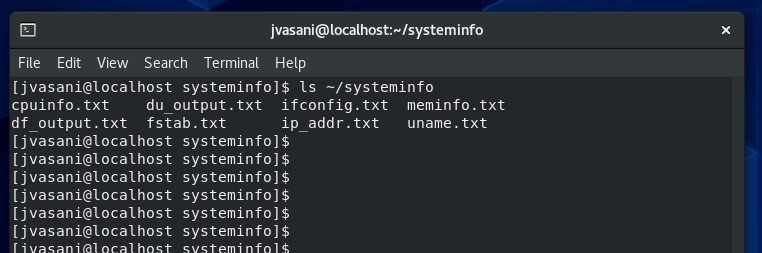 jvasani@localhost:~/systeminfo
File Edit View Search Terminal Help
[jvasani@localhost systeminfo]$ ls ~/systeminfo
cpuinfo.txt    du_output.txt  ifconfig.txt  meminfo.txt
df_output.txt  fstab.txt      ip_addr.txt   uname.txt
[jvasani@localhost systeminfo]$
[jvasani@localhost systeminfo]$
[jvasani@localhost systeminfo]$
[jvasani@localhost systeminfo]$
[jvasani@localhost systeminfo]$
[jvasani@localhost systeminfo]$
[jvasani@localhost systeminfo]$